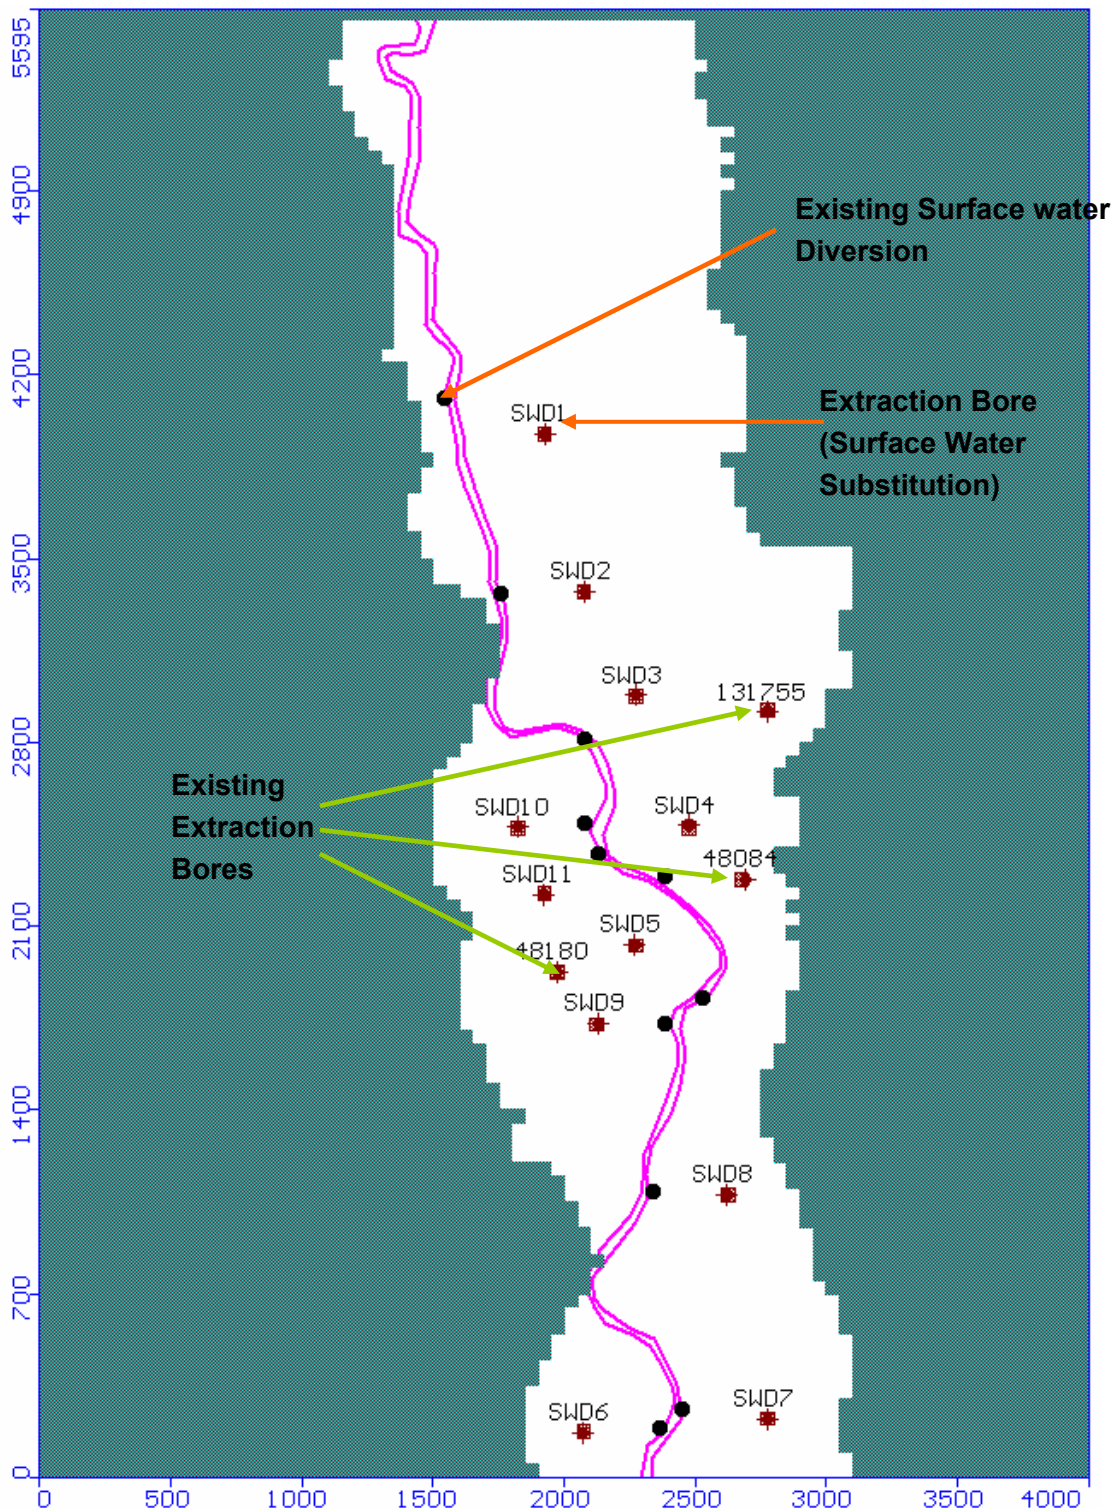 5595
4900
Existing Surface water
Diversion
4200
SWD1
Extraction Bore
(Surface Water
Substitution)
3500
SWD2
SWD3
131755
2800
Existing
Extraction
Bores
SWD10
SWD4
48084
SWD11
2100
SWD5
48180
SWD9
1400
SWD8
700
SWD7
SWD6
0
0
500
1000
1500
2000
2500
3000
3500
4000